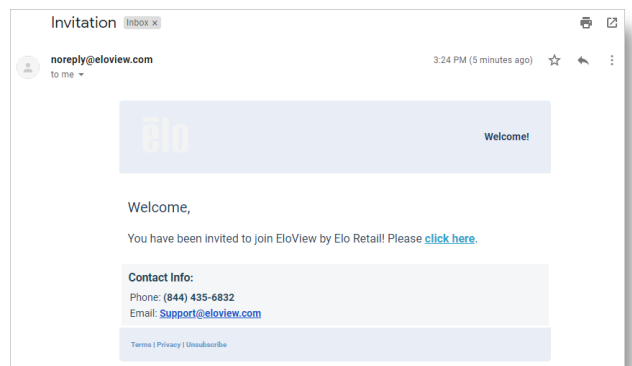 Invitation Inbox x
noreply@eloview.com 3:24 PM (5 minutes ago)
to me
ēlo
Welcome!
Welcome,
You have been invited to join EloView by Elo Retail! Please click here.
Contact Info:
Phone: (844) 435-6832
Email: Support@eloview.com
Terms | Privacy | Unsubscribe